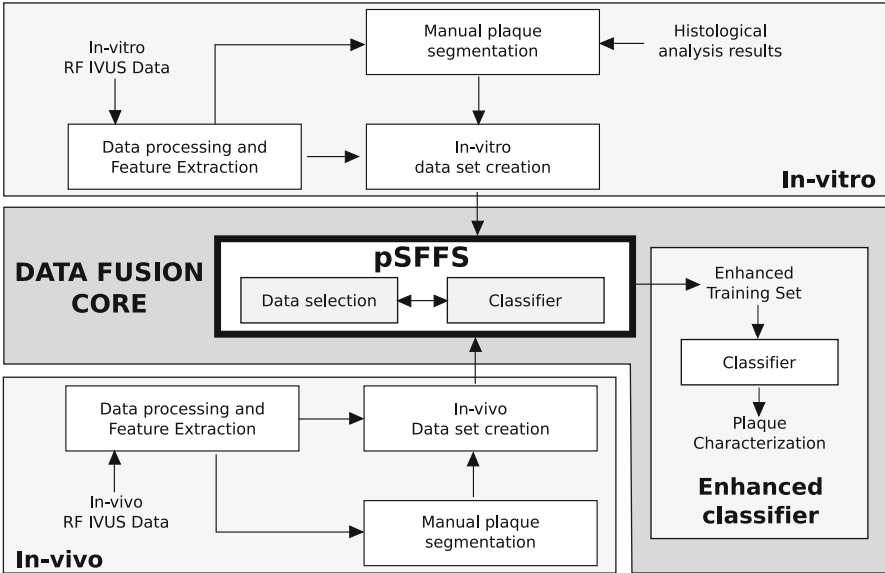 In-vitro
RF IVUS Data
Manual plaque
segmentation
Histological
analysis results
Data processing and
Feature Extraction
In-vitro
data set creation
In-vitro
DATA FUSION
CORE
pSFFS
Data selection
Classifier
Enhanced
Training Set
Classifier
Plaque
Characterization
Enhanced
classifier
Data processing and
Feature Extraction
In-vivo
Data set creation
In-vivo
RF IVUS Data
Manual plaque
segmentation
In-vivo